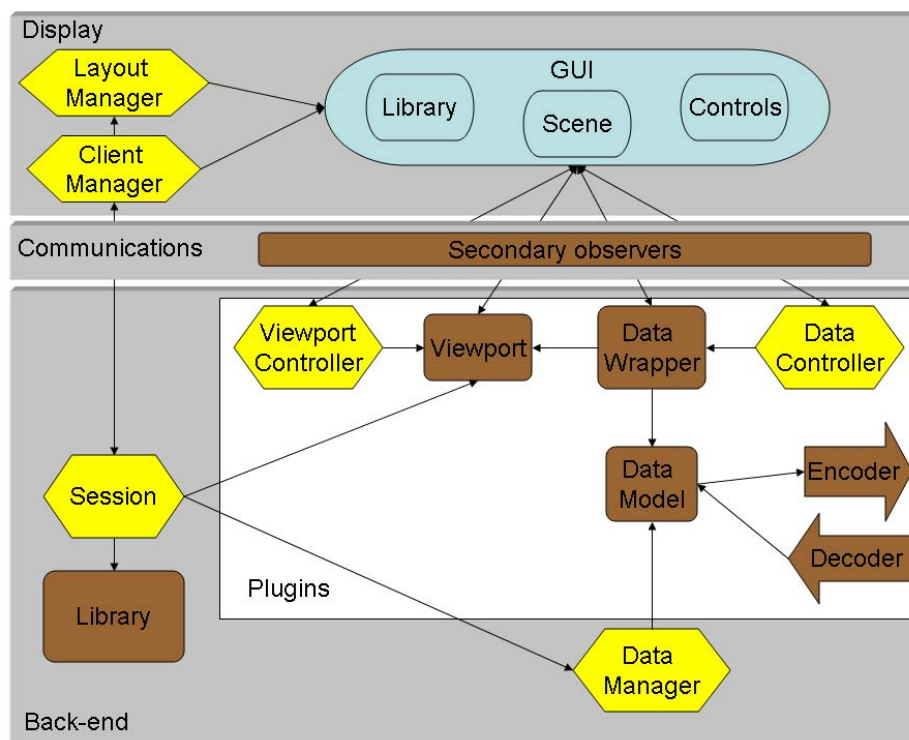 Display
Layout
Manager
GUI
Library
Scene
Controls
Client
Manager
Communications
Secondary observers
Viewport
Controller
Viewport
Data
Wrapper
Data
Controller
Session
Data
Model
Encoder
Decoder
Library
Plugins
Data
Manager
Back-end